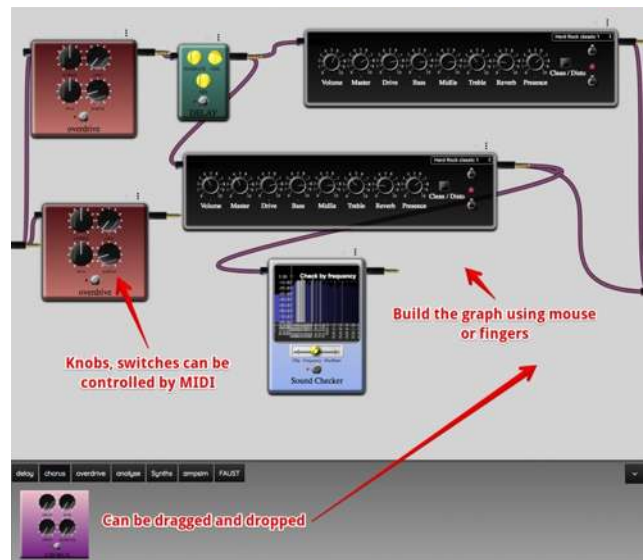 Hard Rock classic 1
Volume Master Drive Bass Middle Treble Reverb Presence
Clean / Disto
overdrive
DELAY
Hard Rock classic 1
Volume Master Drive Bass Middle Treble Reverb Presence
Clean / Disto
overdrive
Check by frequency
Sound Checker
Build the graph using mouse
or fingers
Knobs, switches can be
controlled by MIDI
delay chorus overdrive analyse Synths ampsim FAUST
Can be dragged and dropped
CHORUS